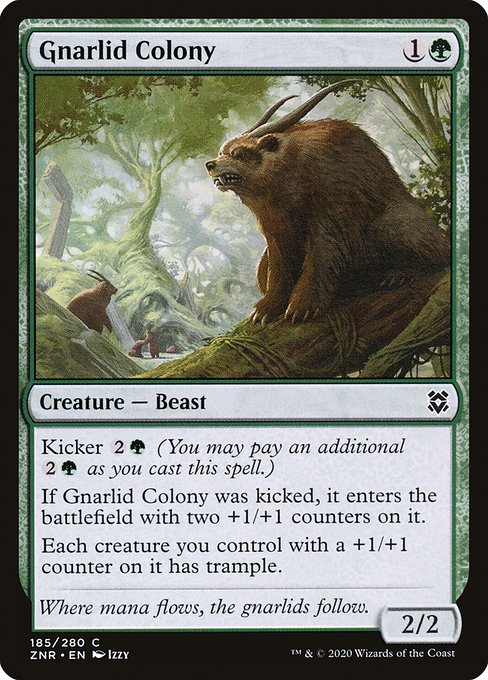 Gnarlid Colony 1
Creature — Beast
Kicker 2 (You may pay an additional
2 as you cast this spell.)
If Gnarlid Colony was kicked, it enters the
battlefield with two +1/+1 counters on it.
Each creature you control with a +1/+1
counter on it has trample.
Where mana flows, the gnarlids follow.
2/2
185/280 C
ZNR • EN Izzy
™ & © 2020 Wizards of the Coast